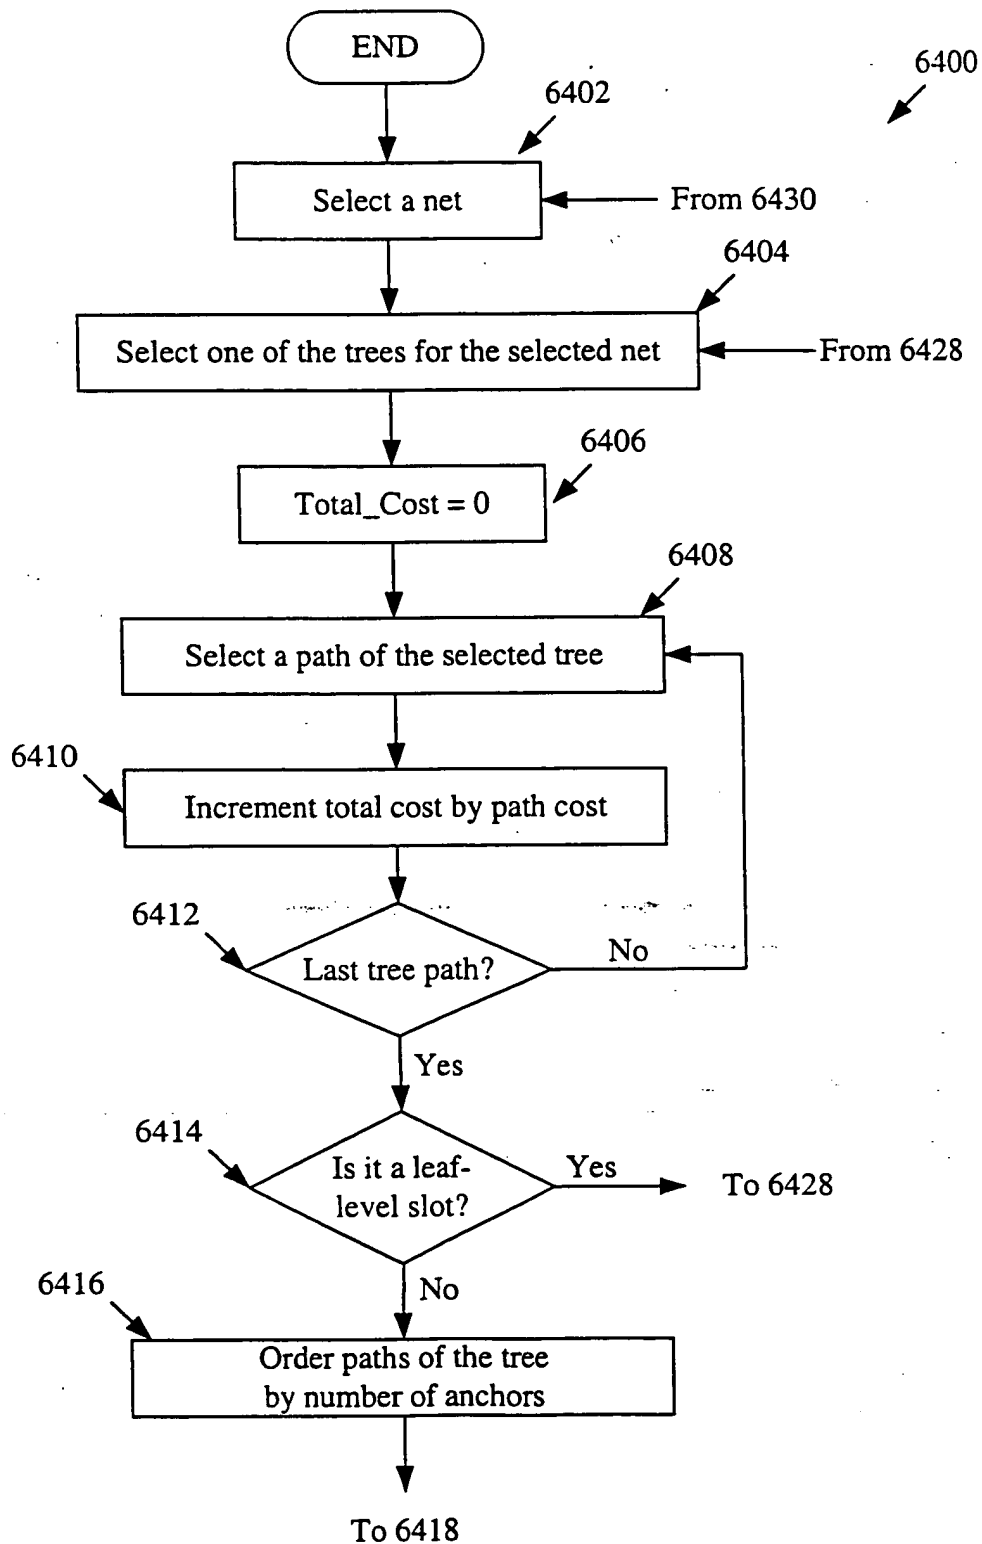 END
6400
6402
Select a net
From 6430
6404
Select one of the trees for the selected net
From 6428
6406
Total_Cost = 0
6408
Select a path of the selected tree
6410
Increment total cost by path cost
6412
Last tree path?
No
Yes
6414
Is it a leaf-
level slot?
Yes
To 6428
No
6416
Order paths of the tree
by number of anchors
To 6418